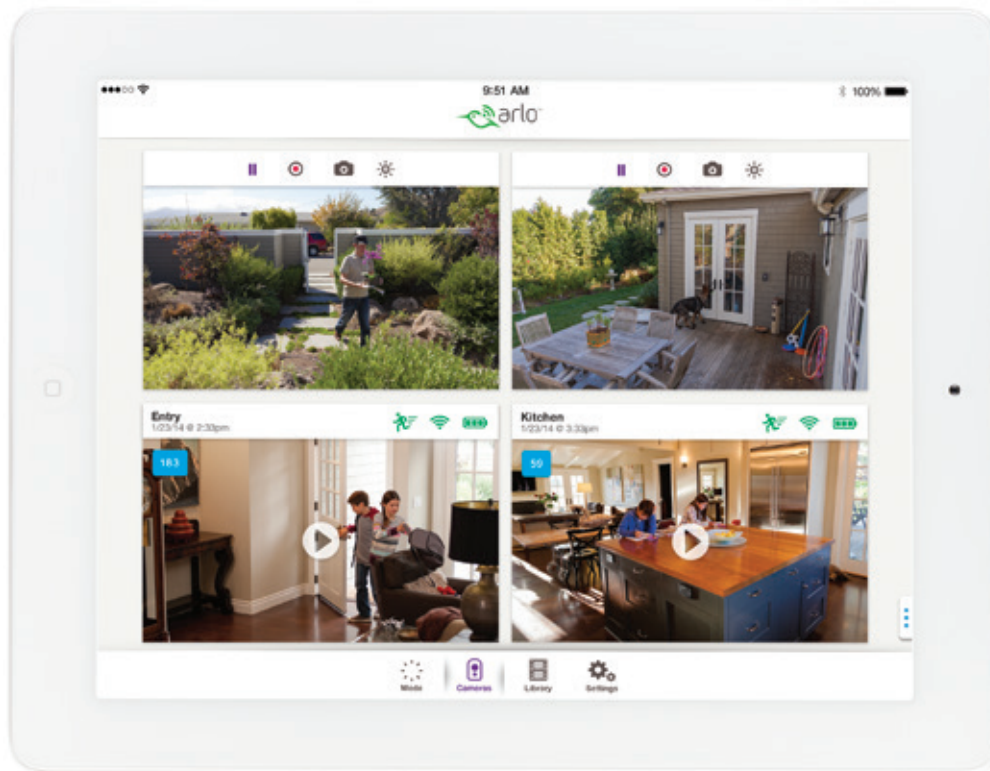 9:51 AM
100%
arlo
Entry
1/23/14 @ 2:33pm
183
Kitchen
1/23/14 @ 3:33pm
59
Mode
Cameras
Library
Settings